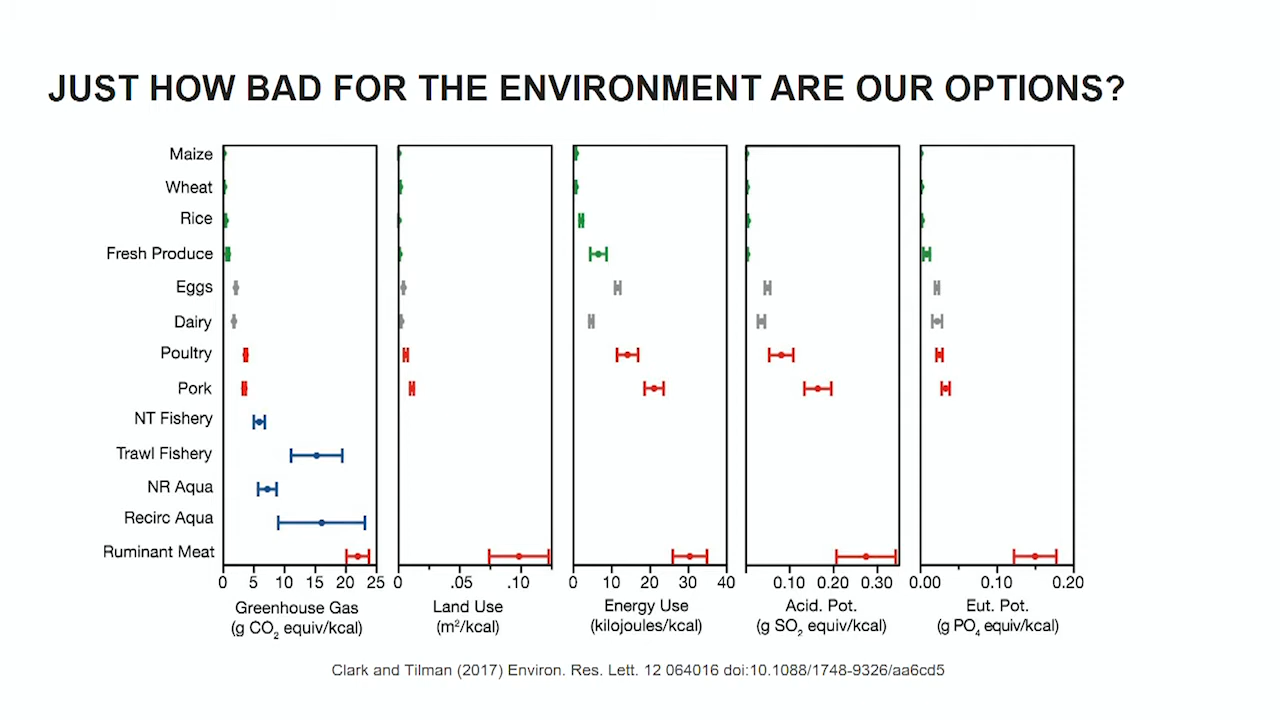 JUST HOW BAD FOR THE ENVIRONMENT ARE OUR OPTIONS?
Maize
Wheat
Rice
Fresh Produce
Eggs
Dairy
Poultry
Pork
NT Fishery
Trawl Fishery
NR Aqua
Recirc Aqua
Ruminant Meat
0 5 10 15 20 25
Greenhouse Gas
(g CO₂ equiv/kcal)
0 .05 .10
Land Use
(m²/kcal)
0 10 20 30 40
Energy Use
(kilojoules/kcal)
0.10 0.20 0.30
Acid. Pot.
(g SO₂ equiv/kcal)
0.00 0.10 0.20
Eut. Pot.
(g PO₄ equiv/kcal)
Clark and Tilman (2017) Environ. Res. Lett. 12 064016 doi:10.1088/1748-9326/aa6cd5